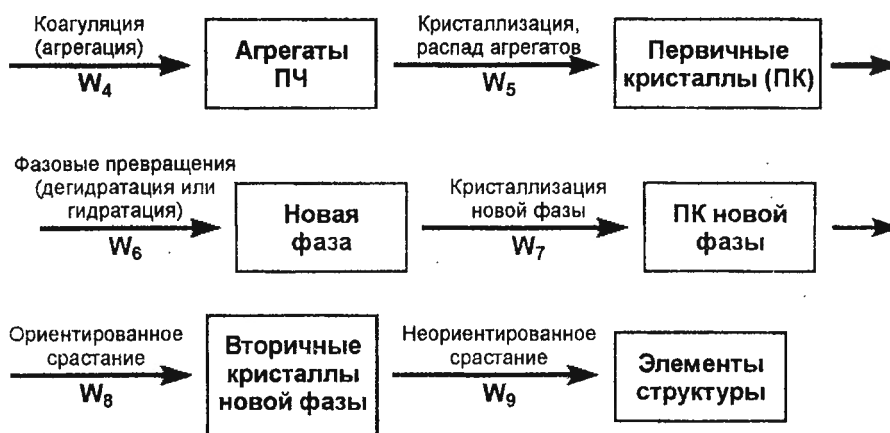 Коагуляция
(агрегация)
W4
Агрегаты
ПЧ
Кристаллизация,
распад агрегатов
W5
Первичные
кристаллы (ПК)
Фазовые превращения
(дегидратация или
гидратация)
W6
Новая
фаза
Кристаллизация
новой фазы
W7
ПК новой
фазы
Ориентированное
срастание
W8
Вторичные
кристаллы
новой фазы
Неориентированное
срастание
W9
Элементы
структуры